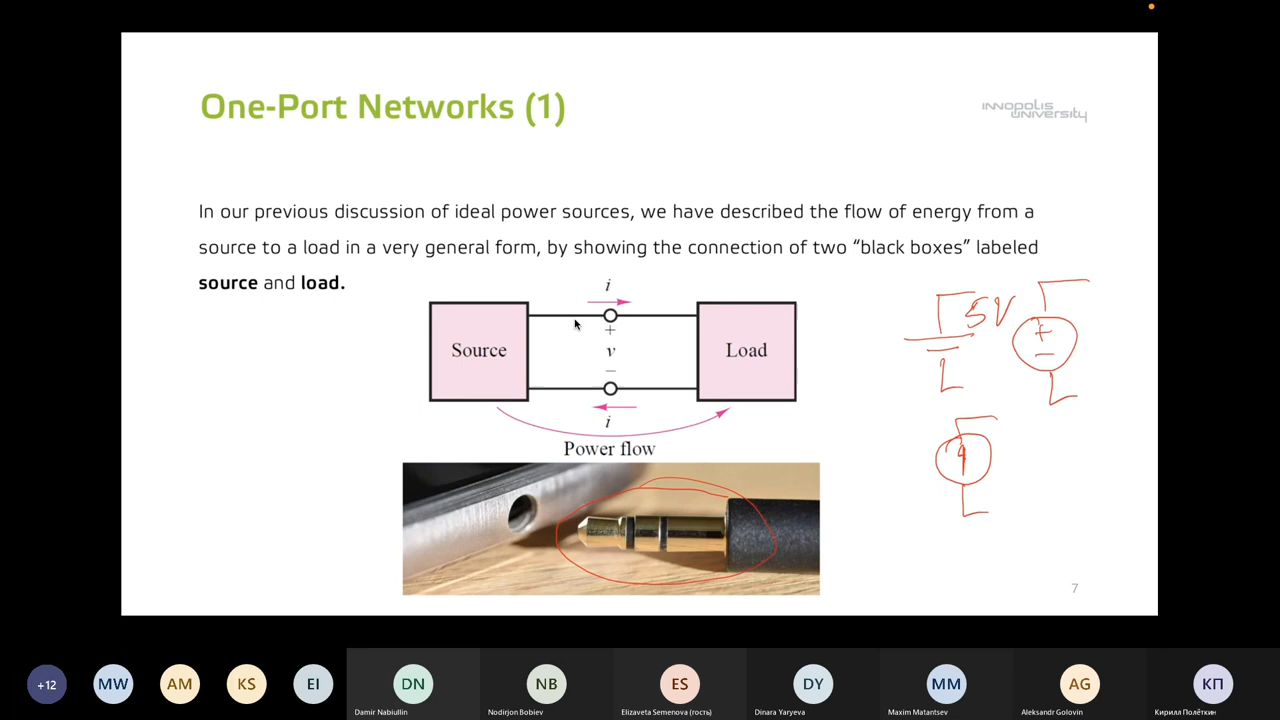 One-Port Networks (1)
INNOPOLIS
UNIVERSITY
In our previous discussion of ideal power sources, we have described the flow of energy from a
source to a load in a very general form, by showing the connection of two “black boxes” labeled
source and load.
i
+
Source
v
Load
–
i
Power flow
5V
+
–
7
+12
MW
AM
KS
EI
DN
NB
ES
DY
MM
AG
КП
Damir Nabiullin
Nodirjon Bobiev
Elizaveta Semenova (гость)
Dinara Yaryeva
Maxim Matantsev
Aleksandr Golovin
Кирилл Полёткин